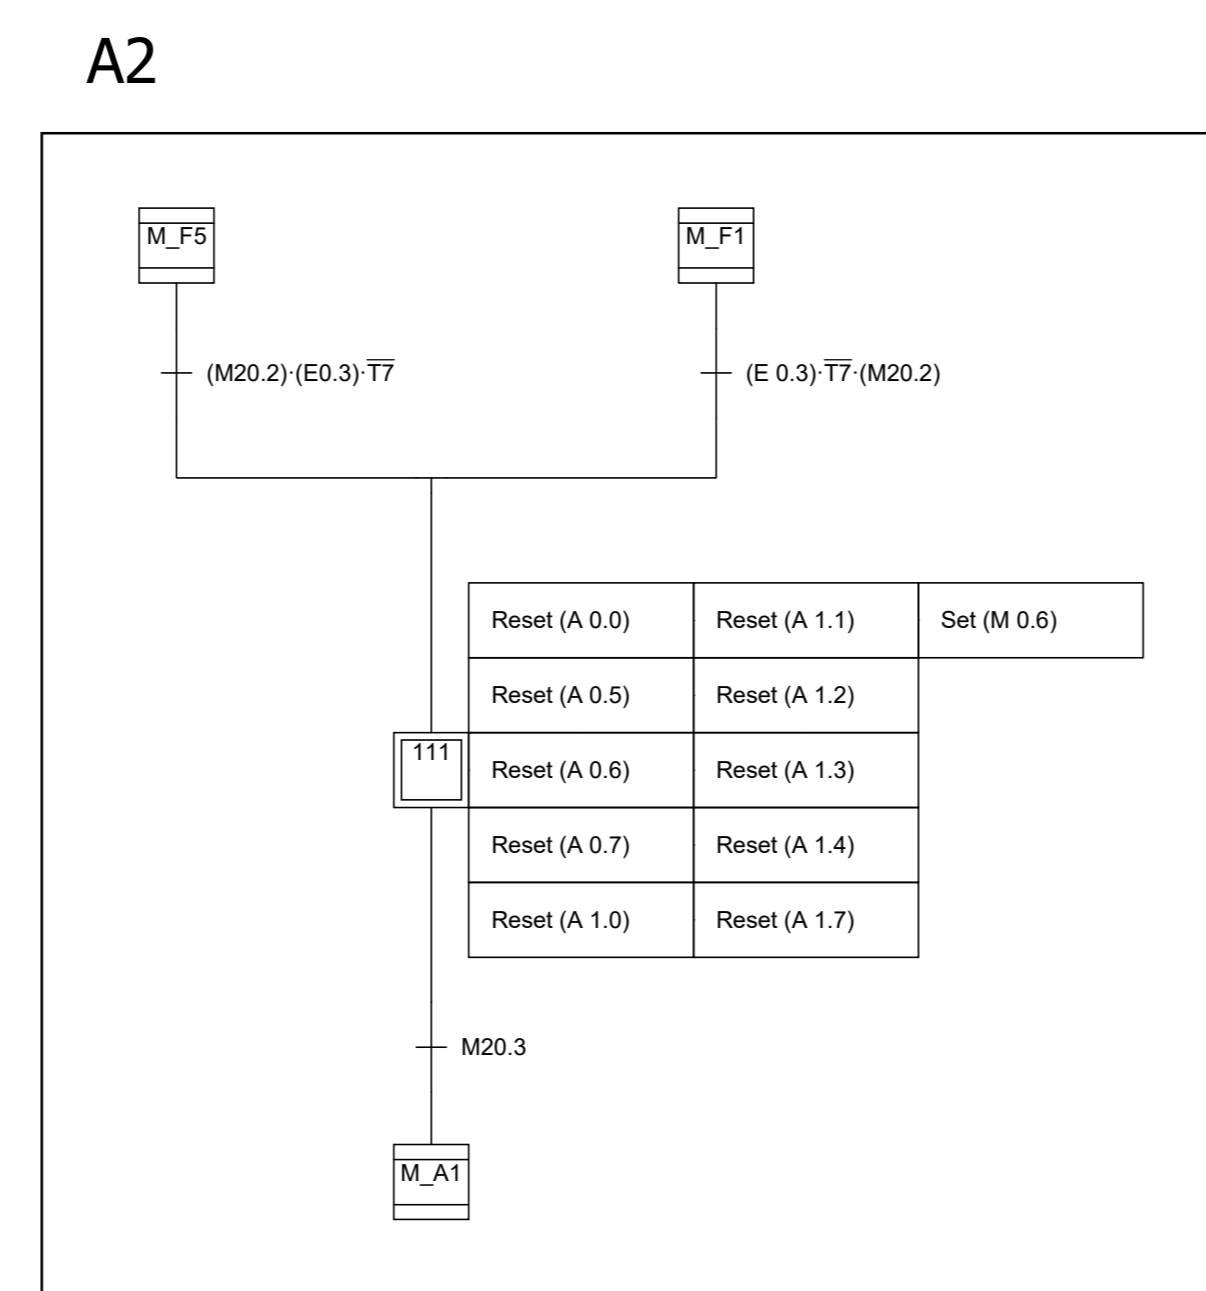 A2
M_F5 M_F1
(M20.2)·(E0.3)·T̅7̅ (E 0.3)·T̅7̅·(M20.2)
Reset (A 0.0) Reset (A 1.1) Set (M 0.6)
Reset (A 0.5) Reset (A 1.2)
111 Reset (A 0.6) Reset (A 1.3)
Reset (A 0.7) Reset (A 1.4)
Reset (A 1.0) Reset (A 1.7)
M20.3
M_A1